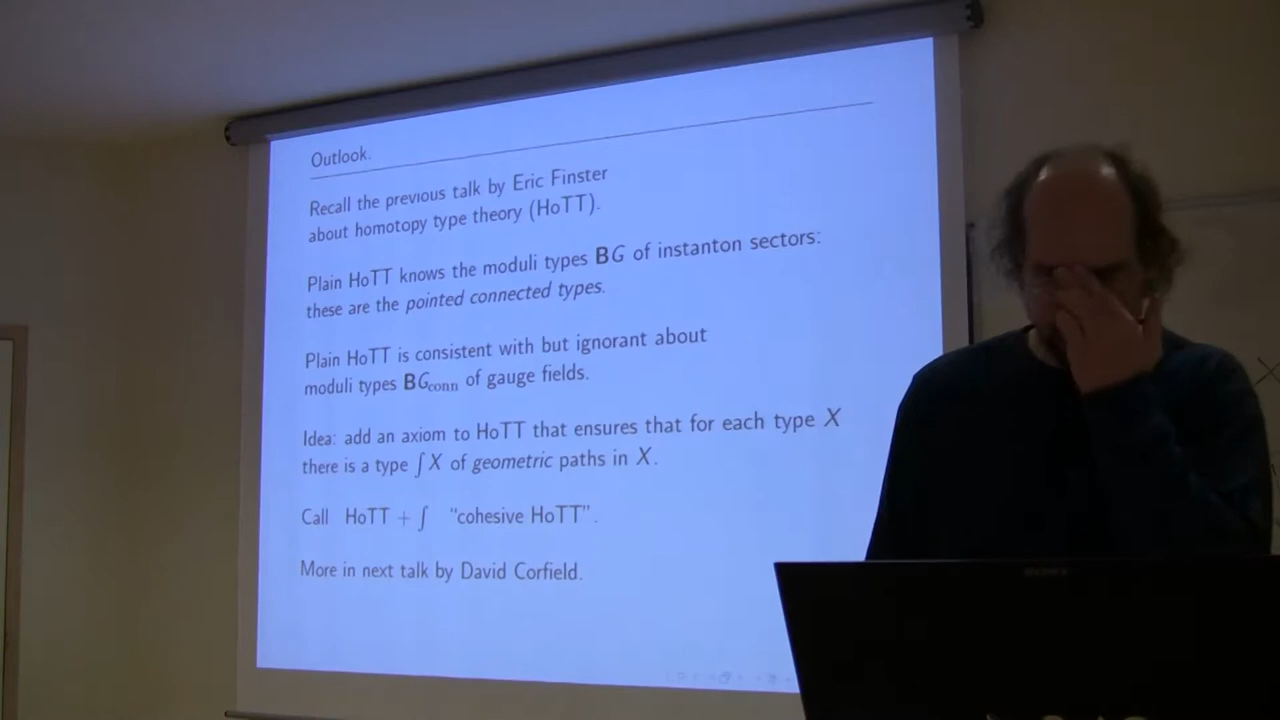 Outlook.
Recall the previous talk by Eric Finster
about homotopy type theory (HoTT).
Plain HoTT knows the moduli types BG of instanton sectors:
these are the pointed connected types.
Plain HoTT is consistent with but ignorant about
moduli types BG_conn of gauge fields.
Idea: add an axiom to HoTT that ensures that for each type X
there is a type ∫X of geometric paths in X.
Call HoTT + ∫ "cohesive HoTT".
More in next talk by David Corfield.
SONY